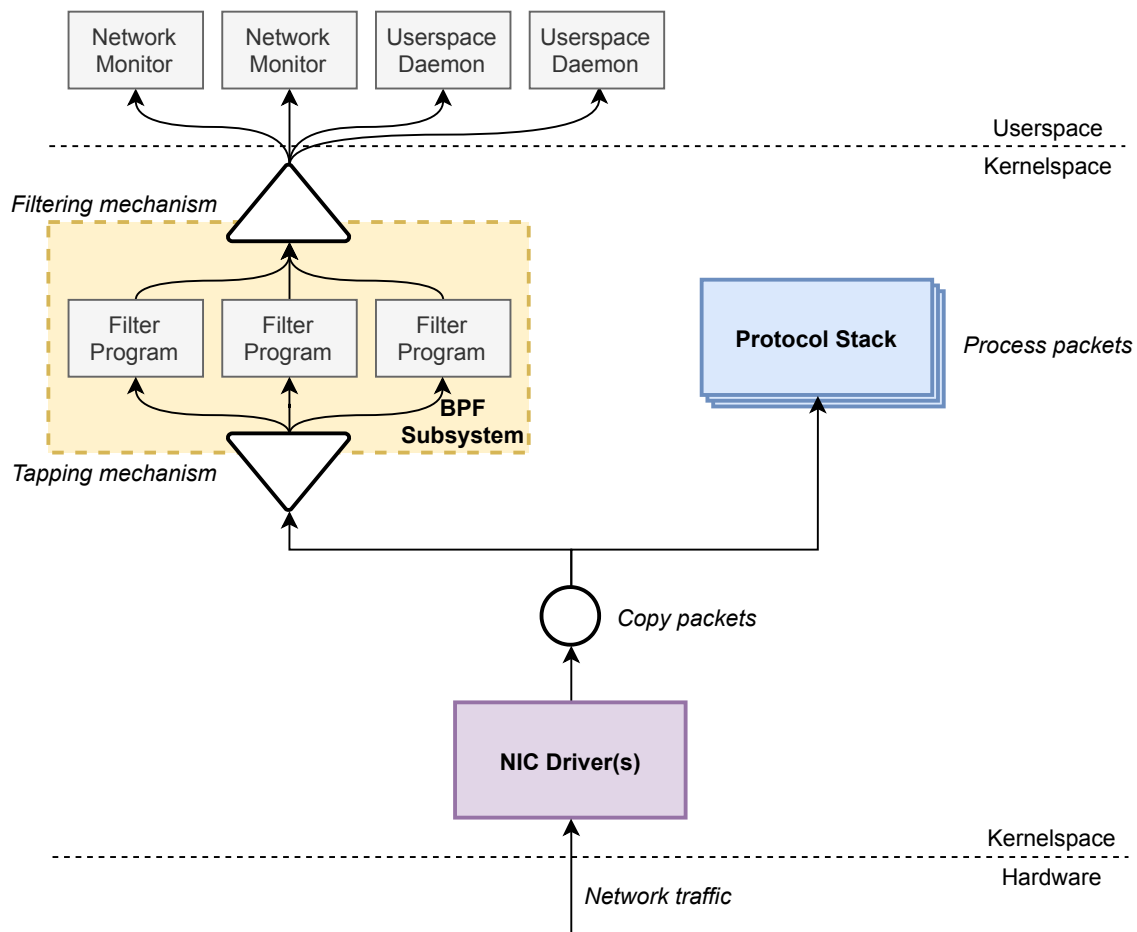 Network
Monitor
Network
Monitor
Userspace
Daemon
Userspace
Daemon
Userspace
Kernelspace
Filtering mechanism
Filter
Program
Filter
Program
Filter
Program
BPF
Subsystem
Tapping mechanism
Protocol Stack
Process packets
Copy packets
NIC Driver(s)
Kernelspace
Hardware
Network traffic